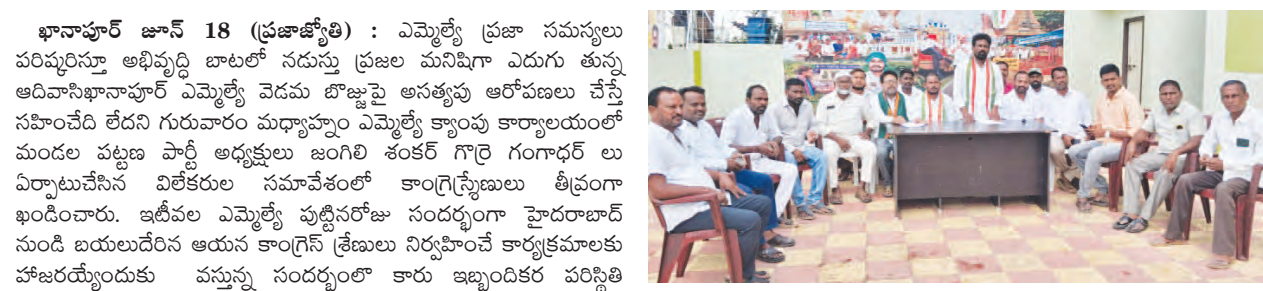 ఖానాపూర్ జూన్ 18 (ప్రజాజ్యోతి) : ఎమ్మెల్యే ప్రజా సమస్యలు
పరిష్కరిస్తూ అభివృద్ధి బాటలో నడుస్తు ప్రజల మనిషిగా ఎదుగు తున్న
ఆదివాసిఖానాపూర్ ఎమ్మెల్యే వెడమ బొజ్జుపై అసత్యపు ఆరోపణలు చేస్తే
సహించేది లేదని గురువారం మధ్యాహ్నం ఎమ్మెల్యే క్యాంపు కార్యాలయంలో
మండల పట్టణ పార్టీ అధ్యక్షులు జంగిలి శంకర్ గొర్రె గంగాధర్ లు
ఏర్పాటుచేసిన విలేకరుల సమావేశంలో కాంగ్రెస్శ్రేణులు తీవ్రంగా
ఖండించారు. ఇటీవల ఎమ్మెల్యే పుట్టినరోజు సందర్భంగా హైదరాబాద్
నుండి బయలుదేరిన ఆయన కాంగ్రెస్ శ్రేణులు నిర్వహించే కార్యక్రమాలకు
హాజరయ్యేందుకు వస్తున్న సందర్భంలొ కారు ఇబ్బందికర పరిస్థితి